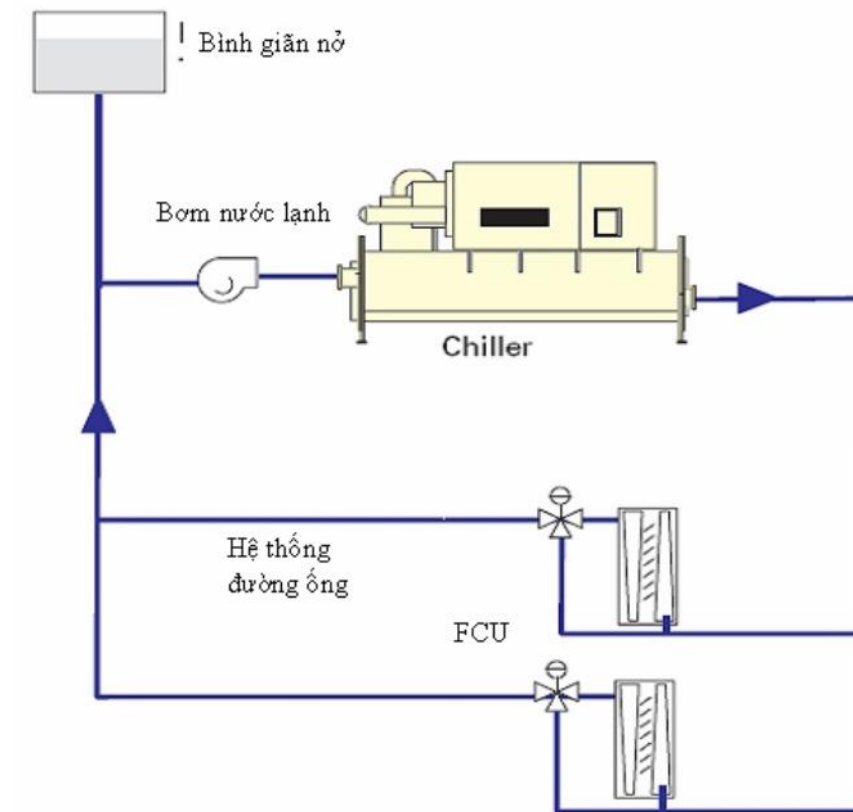 Bình giãn nở
Bơm nước lạnh
Chiller
Hệ thống
đường ống
FCU